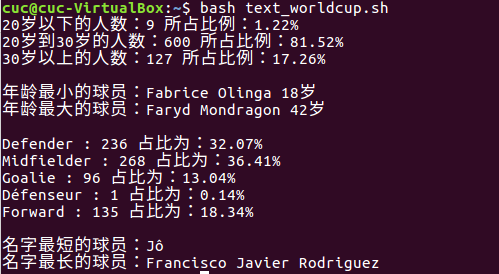 cuc@cuc-VirtualBox:~$ bash text_worldcup.sh
20岁以下的人数：9 所占比例：1.22%
20岁到30岁的人数：600 所占比例：81.52%
30岁以上的人数：127 所占比例：17.26%
年龄最小的球员：Fabrice Olinga 18岁
年龄最大的球员：Faryd Mondragon 42岁
Defender : 236 占比为：32.07%
Midfielder : 268 占比为：36.41%
Goalie : 96 占比为：13.04%
Défenseur : 1 占比为：0.14%
Forward : 135 占比为：18.34%
名字最短的球员：Jô
名字最长的球员：Francisco Javier Rodriguez